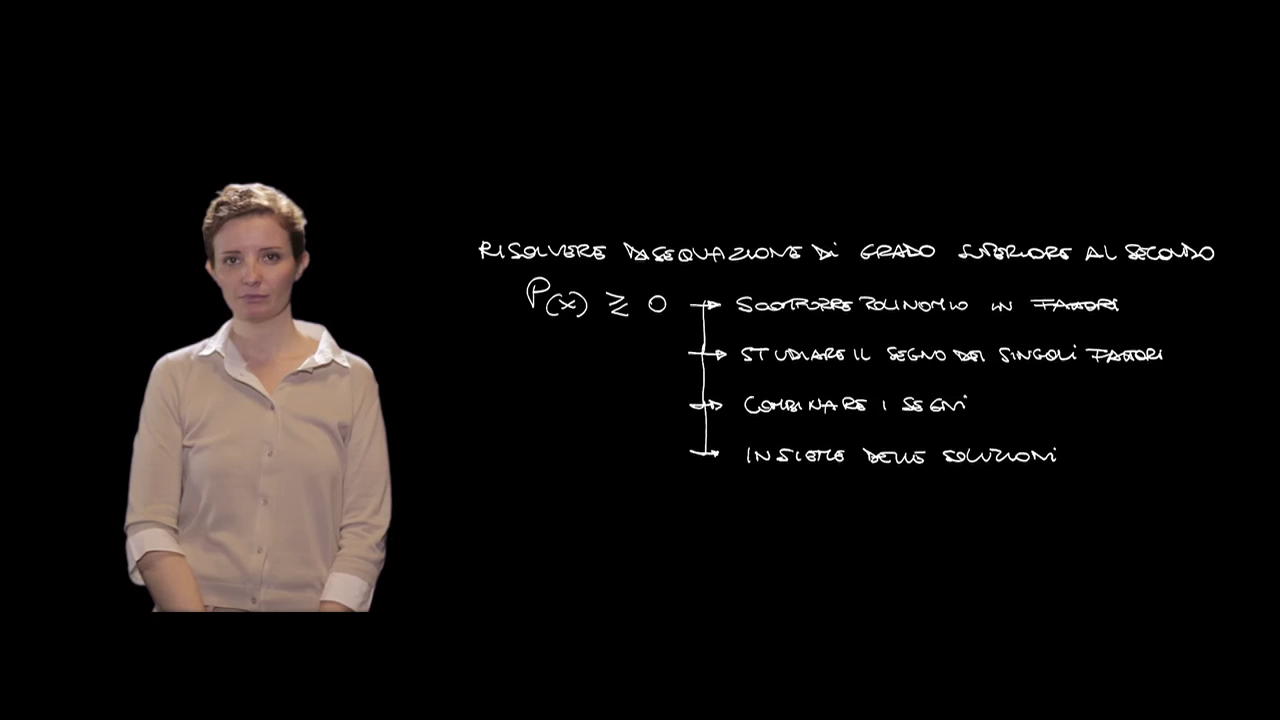 RISOLVERE DISEQUAZIONE DI GRADO SUPERIORE AL SECONDO
P(x) ≷ 0 → SCOMPORRE POLINOMIO IN FATTORI
→ STUDIARE IL SEGNO DEI SINGOLI FATTORI
→ COMBINARE I SEGNI
→ INSIEME DELLE SOLUZIONI